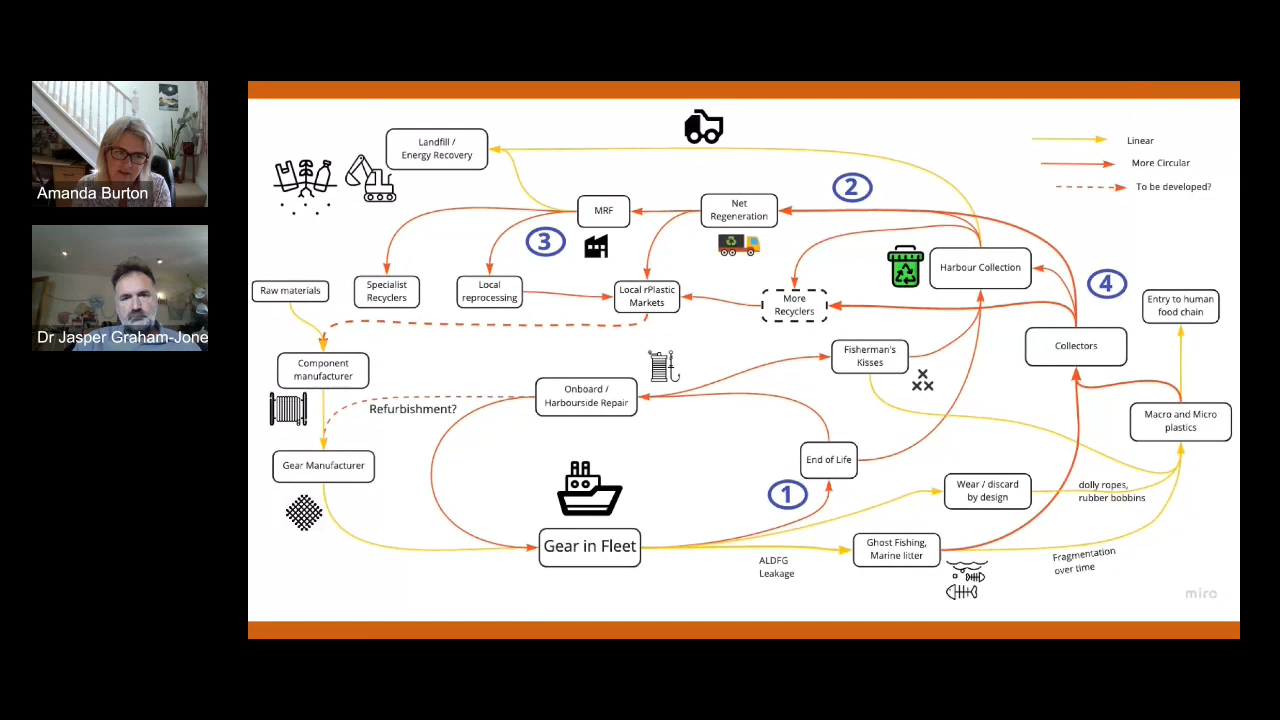 Amanda Burton
Dr Jasper Graham-Jone
Landfill /
Energy Recovery
Linear
More Circular
To be developed?
2
MRF
Net
Regeneration
3
Harbour Collection
4
Raw materials
Specialist
Recyclers
Local
reprocessing
Local rPlastic
Markets
More
Recyclers
Entry to human
food chain
Collectors
Component
manufacturer
Fisherman's
Kisses
Onboard /
Harbourside Repair
Refurbishment?
Macro and Micro
plastics
Gear Manufacturer
End of Life
1
Wear / discard
by design
dolly ropes,
rubber bobbins
Gear in Fleet
Ghost Fishing,
Marine litter
ALDFG
Leakage
Fragmentation
over time
miro